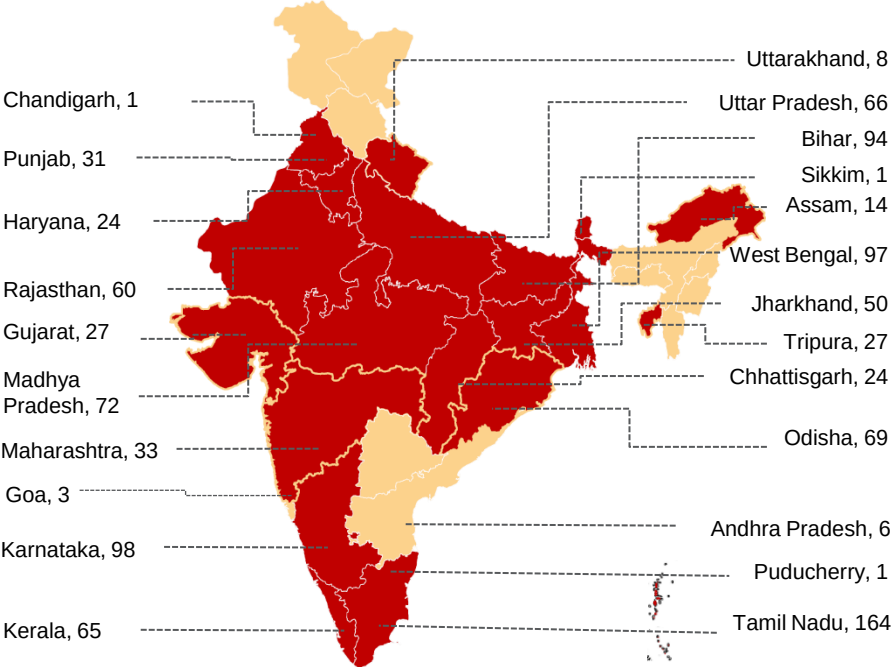 Chandigarh, 1
Punjab, 31
Haryana, 24
Rajasthan, 60
Gujarat, 27
Madhya
Pradesh, 72
Maharashtra, 33
Goa, 3
Karnataka, 98
Kerala, 65
Uttarakhand, 8
Uttar Pradesh, 66
Bihar, 94
Sikkim, 1
Assam, 14
West Bengal, 97
Jharkhand, 50
Tripura, 27
Chhattisgarh, 24
Odisha, 69
Andhra Pradesh, 6
Puducherry, 1
Tamil Nadu, 164